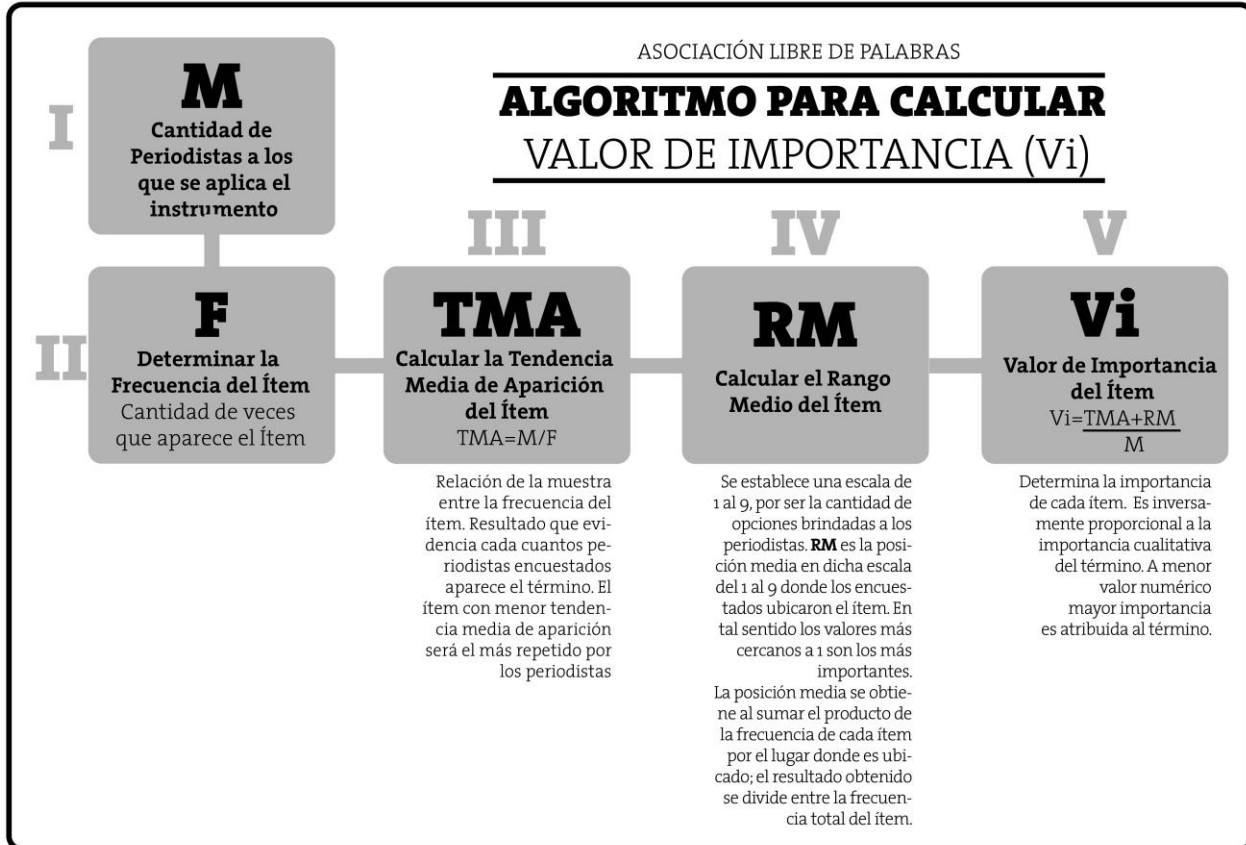 ASOCIACIÓN LIBRE DE PALABRAS
ALGORITMO PARA CALCULAR
VALOR DE IMPORTANCIA (Vi)
I
M
Cantidad de
Periodistas a los
que se aplica el
instrumento
II
F
Determinar la
Frecuencia del Ítem
Cantidad de veces
que aparece el Ítem
III
TMA
Calcular la Tendencia
Media de Aparición
del Ítem
TMA=M/F
Relación de la muestra
entre la frecuencia del
ítem. Resultado que evi-
dencia cada cuantos pe-
riodistas encuestados
aparece el término. El
ítem con menor tenden-
cia media de aparición
será el más repetido por
los periodistas
IV
RM
Calcular el Rango
Medio del Ítem
Se establece una escala de
1 al 9, por ser la cantidad de
opciones brindadas a los
periodistas. RM es la posi-
ción media en dicha escala
del 1 al 9 donde los encues-
tados ubicaron el ítem. En
tal sentido los valores más
cercanos a 1 son los más
importantes.
La posición media se obtie-
ne al sumar el producto de
la frecuencia de cada ítem
por el lugar donde es ubi-
cado; el resultado obtenido
se divide entre la frecuen-
cia total del ítem.
V
Vi
Valor de Importancia
del Ítem
Vi=TMA+RM
M
Determina la importancia
de cada ítem. Es inversa-
mente proporcional a la
importancia cualitativa
del término. A menor
valor numérico
mayor importancia
es atribuida al término.